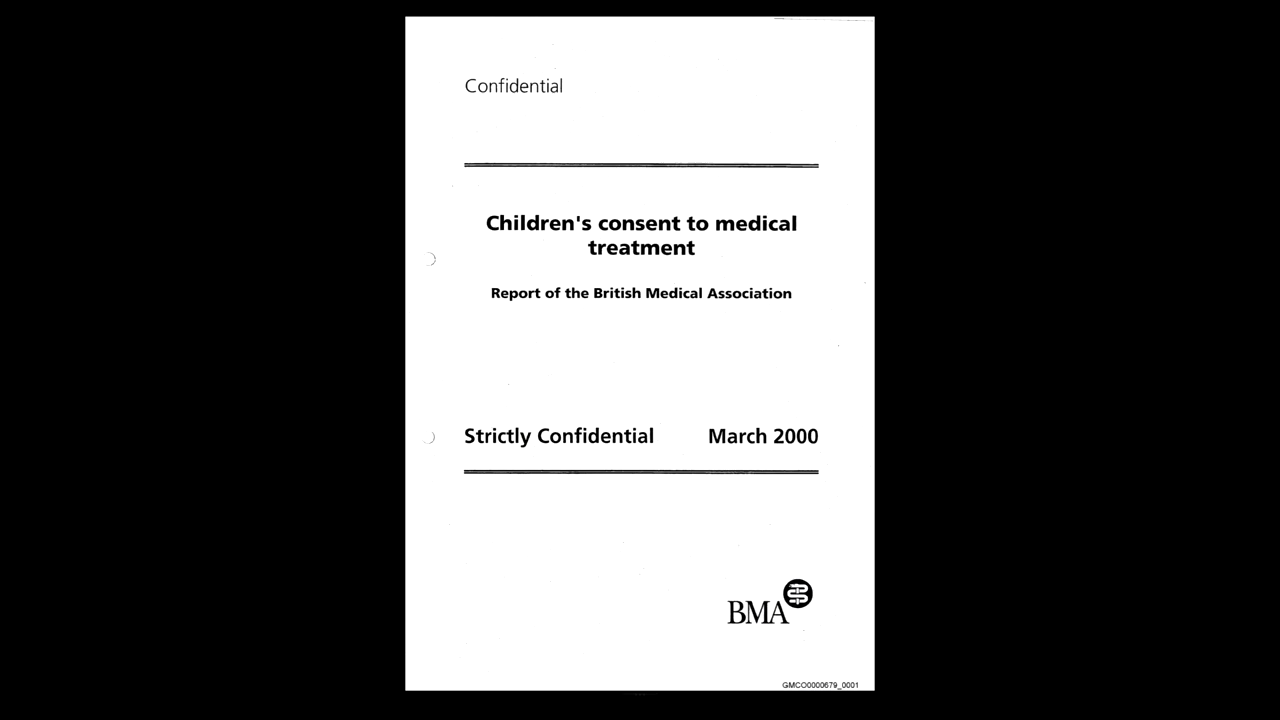 Confidential
Children's consent to medical
treatment
Report of the British Medical Association
Strictly Confidential March 2000
BMA
GMCO0000679_0001